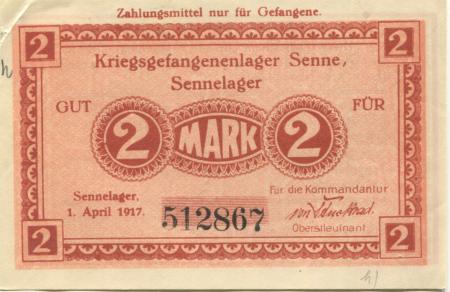 Zahlungsmittel nur für Gefangene.
2 2
Kriegsgefangenenlager Senne,
Sennelager
GUT FÜR
2 MARK 2
Sennelager,
1. April 1917.
512867
Für die Kommandantur
Oberstleutnant
2 2